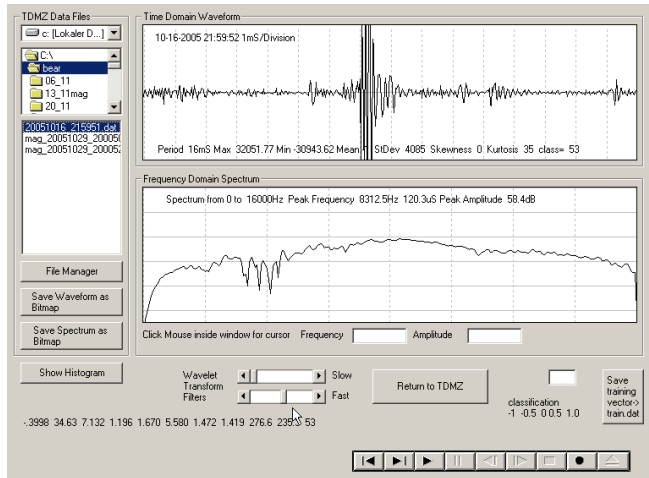 TDMZ Data Files
c: [Lokaler D...]
C:\
bear
06_11
13_11mag
20_11
20051016_215951.dat
mag_20051029_20050
mag_20051029_20052
File Manager
Save Waveform as
Bitmap
Save Spectrum as
Bitmap
Show Histogram
Time Domain Waveform
10-16-2005 21:59:52 1mS/Division
Period 16mS Max 32051.77 Min -30943.62 Mean StDev 4085 Skewness 0 Kurtosis 35 class= 53
Frequency Domain Spectrum
Spectrum from 0 to 16000Hz Peak Frequency 8312.5Hz 120.3uS Peak Amplitude 58.4dB
Click Mouse inside window for cursor Frequency Amplitude
Wavelet
Transform
Filters
Slow
Fast
Return to TDMZ
classification
-1 -0.5 0 0.5 1.0
Save
training
vector->
train.dat
-.3998 34.63 7.132 1.196 1.670 5.580 1.472 1.419 276.6 53